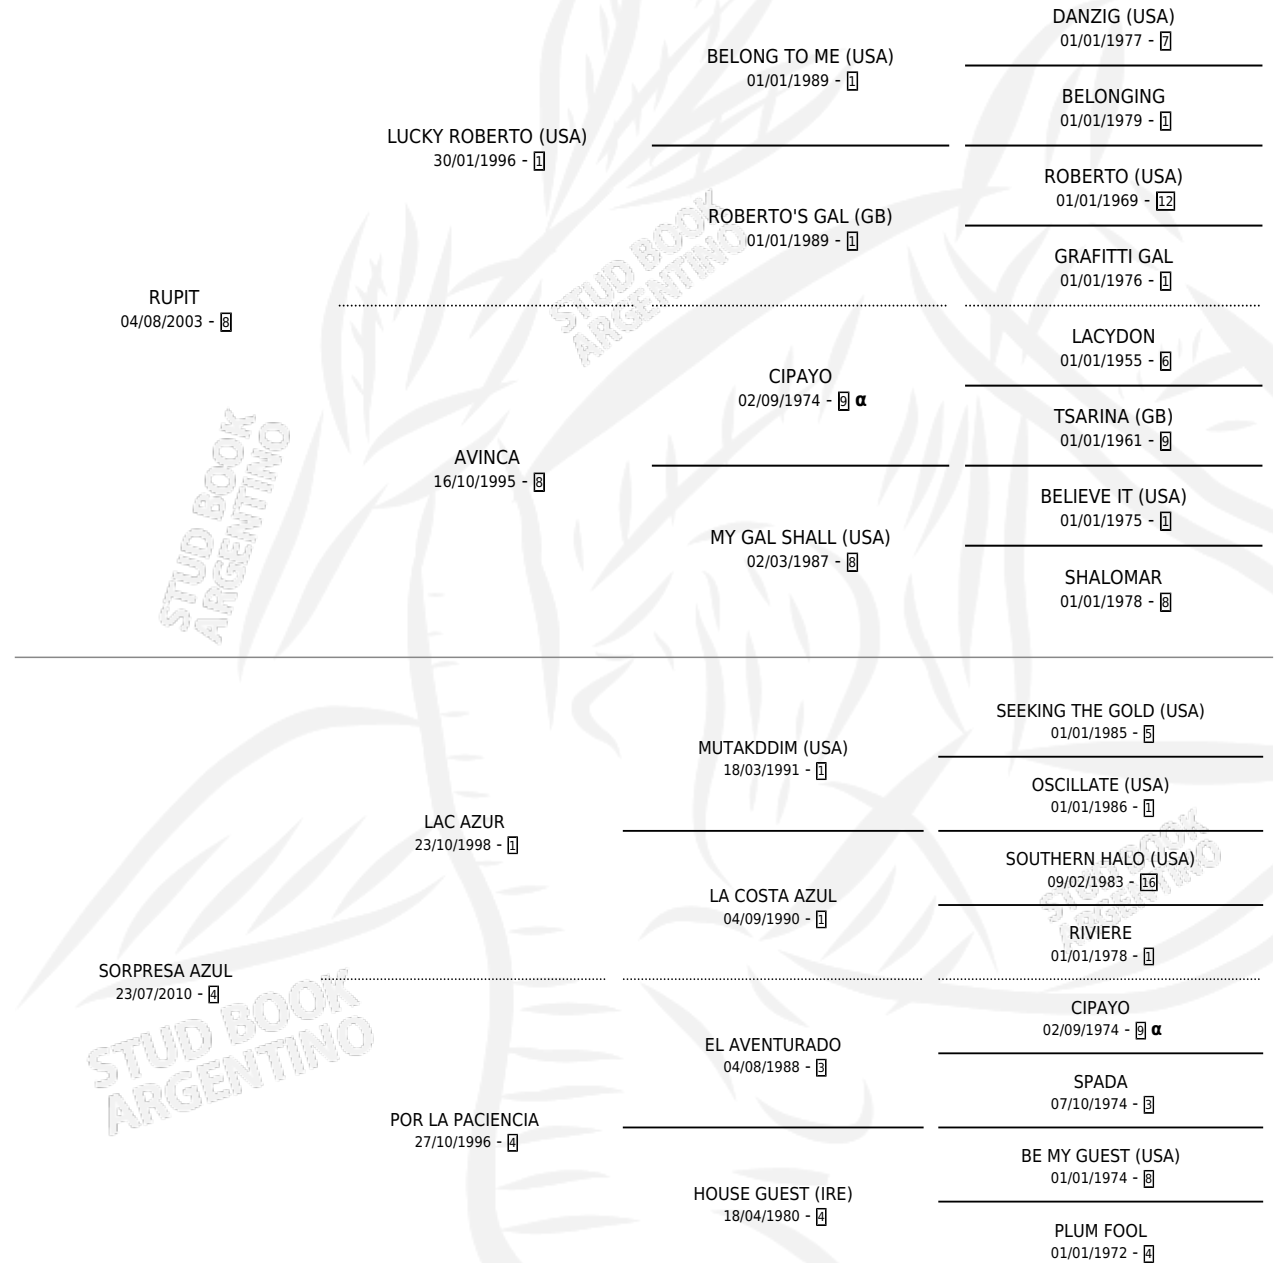 DANZIG (USA)
01/01/1977 - 7
BELONG TO ME (USA)
01/01/1989 - 1
BELONGING
01/01/1979 - 1
LUCKY ROBERTO (USA)
30/01/1996 - 1
ROBERTO (USA)
01/01/1969 - 12
ROBERTO'S GAL (GB)
01/01/1989 - 1
GRAFITTI GAL
01/01/1976 - 1
RUPIT
04/08/2003 - 8
LACYDON
01/01/1955 - 6
CIPAYO
02/09/1974 - 9 α
TSARINA (GB)
01/01/1961 - 9
AVINCA
16/10/1995 - 8
BELIEVE IT (USA)
01/01/1975 - 1
MY GAL SHALL (USA)
02/03/1987 - 8
SHALOMAR
01/01/1978 - 8
SEEKING THE GOLD (USA)
01/01/1985 - 5
MUTAKDDIM (USA)
18/03/1991 - 1
OSCILLATE (USA)
01/01/1986 - 1
LAC AZUR
23/10/1998 - 1
SOUTHERN HALO (USA)
09/02/1983 - 16
LA COSTA AZUL
04/09/1990 - 1
RIVIERE
01/01/1978 - 1
SORPRESA AZUL
23/07/2010 - 4
CIPAYO
02/09/1974 - 9 α
EL AVENTURADO
04/08/1988 - 3
SPADA
07/10/1974 - 3
POR LA PACIENCIA
27/10/1996 - 4
BE MY GUEST (USA)
01/01/1974 - 8
HOUSE GUEST (IRE)
18/04/1980 - 4
PLUM FOOL
01/01/1972 - 4
STUD BOOK
ARGENTINO
STUD BOOK
ARGENTINO
STUD BOOK
ARGENTINO
STUD BOOK
ARGENTINO